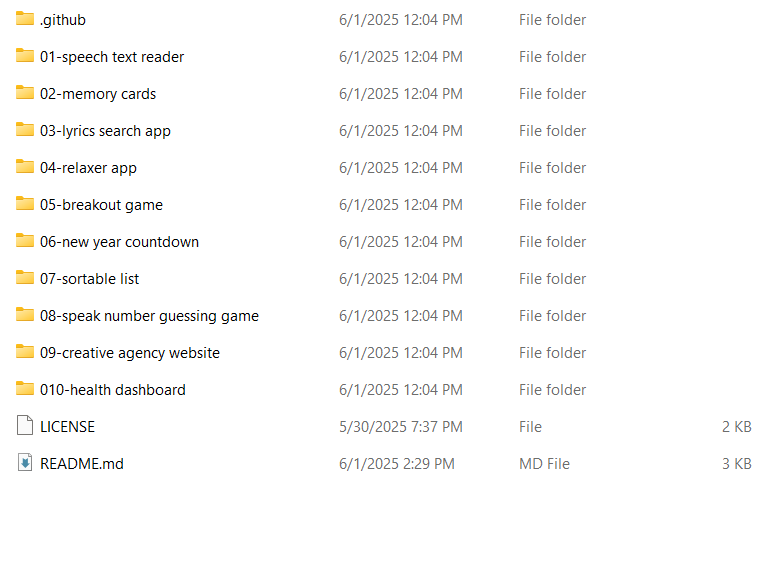 .github 6/1/2025 12:04 PM File folder
01-speech text reader 6/1/2025 12:04 PM File folder
02-memory cards 6/1/2025 12:04 PM File folder
03-lyrics search app 6/1/2025 12:04 PM File folder
04-relaxer app 6/1/2025 12:04 PM File folder
05-breakout game 6/1/2025 12:04 PM File folder
06-new year countdown 6/1/2025 12:04 PM File folder
07-sortable list 6/1/2025 12:04 PM File folder
08-speak number guessing game 6/1/2025 12:04 PM File folder
09-creative agency website 6/1/2025 12:04 PM File folder
010-health dashboard 6/1/2025 12:04 PM File folder
LICENSE 5/30/2025 7:37 PM File 2 KB
README.md 6/1/2025 2:29 PM MD File 3 KB